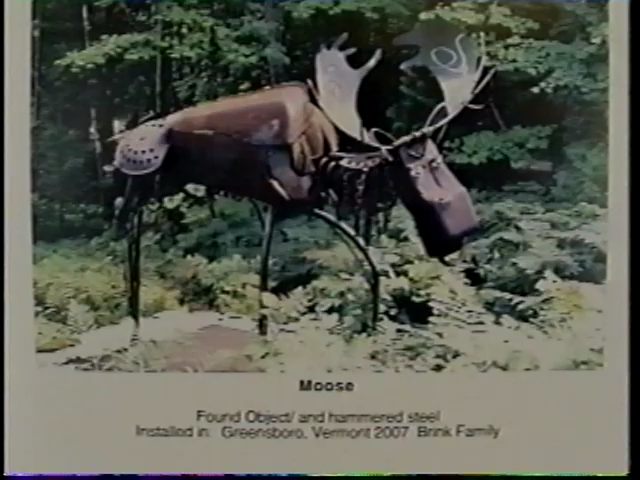 Moose
Found Object/ and hammered steel
Installed in: Greensboro, Vermont 2007 Brink Family